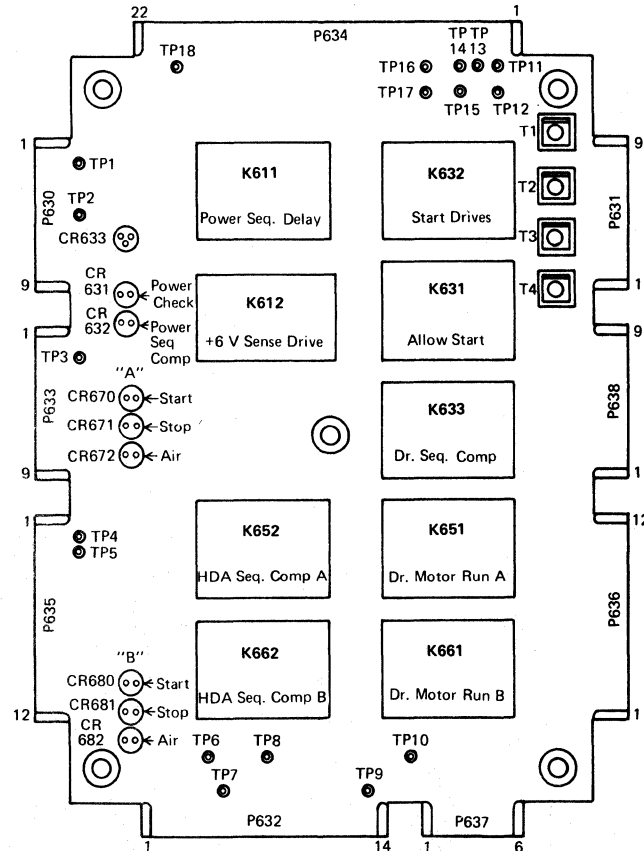 22
P634
1
TP18
TP TP
14 13
TP16
TP11
TP17
TP15
TP12
T1
1
9
TP1
K611
Power Seq. Delay
K632
Start Drives
T2
P630
TP2
P631
CR633
T3
CR
631
Power
Check
K612
+6 V Sense Drive
K631
Allow Start
T4
9
1
CR
632
Power
Seq
Comp
1
9
TP3
"A"
CR670
Start
P633
CR671
Stop
CR672
Air
K633
Dr. Seq. Comp
P638
9
1
1
12
TP4
TP5
K652
HDA Seq. Comp A
K651
Dr. Motor Run A
P635
P636
"B"
CR680
Start
CR681
Stop
CR
682
Air
K662
HDA Seq. Comp B
K661
Dr. Motor Run B
12
1
TP6
TP8
TP10
TP7
TP9
P632
P637
1
14
1
6